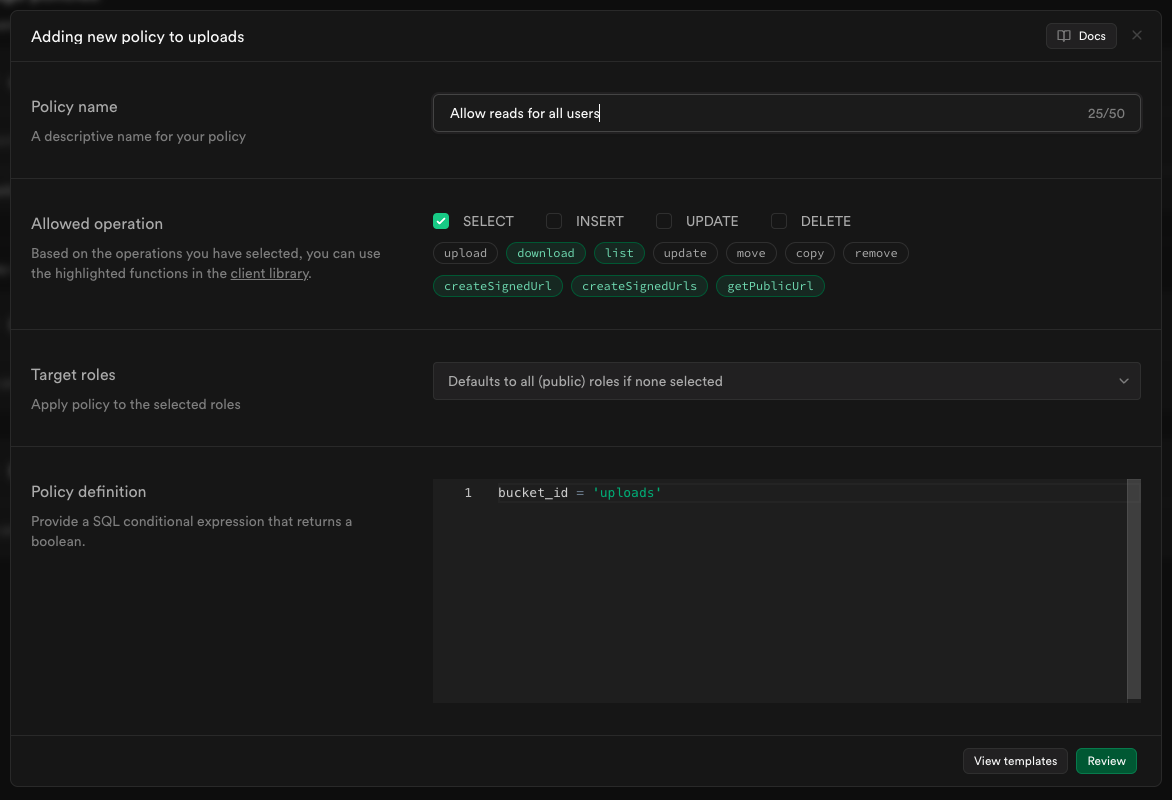 Adding new policy to uploads
Docs
Policy name
A descriptive name for your policy
Allow reads for all users
25/50
Allowed operation
Based on the operations you have selected, you can use
the highlighted functions in the client library.
SELECT INSERT UPDATE DELETE
upload download list update move copy remove
createSignedUrl createSignedUrls getPublicUrl
Target roles
Apply policy to the selected roles
Defaults to all (public) roles if none selected
Policy definition
Provide a SQL conditional expression that returns a
boolean.
1 bucket_id = 'uploads'
View templates
Review